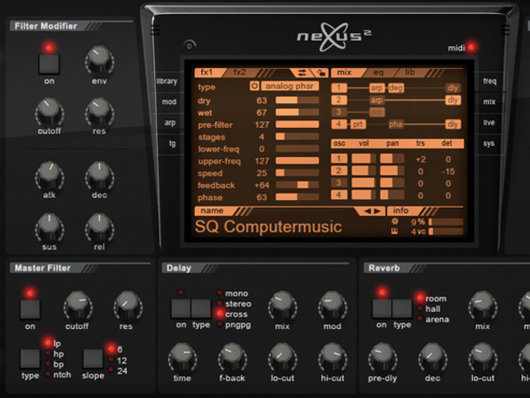 Filter Modifier
on
env
cutoff
res
atk
dec
sus
rel
neXus²
midi
library
mod
arp
tg
freq
mix
live
sys
fx1 fx2
type analog phsr
dry 63
wet 67
pre-filter 127
stages 4
lower-freq 0
upper-freq 127
speed 25
feedback +64
phase 63
mix eq lib
1 arp deg dly
2 arp dly
3 arp
4 prt pha dly
osc vol pan trs det
1 +2 0
2 0 -15
3 0 0
4 0 0
name
SQ Computermusic
info
9 %
4 vc
Master Filter
on
cutoff
res
type
lp
hp
bp
ntch
slope
6
12
24
Delay
on
type
mono
stereo
cross
pngpg
mix
mod
time
f-back
lo-cut
hi-cut
Reverb
on
type
room
hall
arena
mix
pre-dly
dec
lo-cut